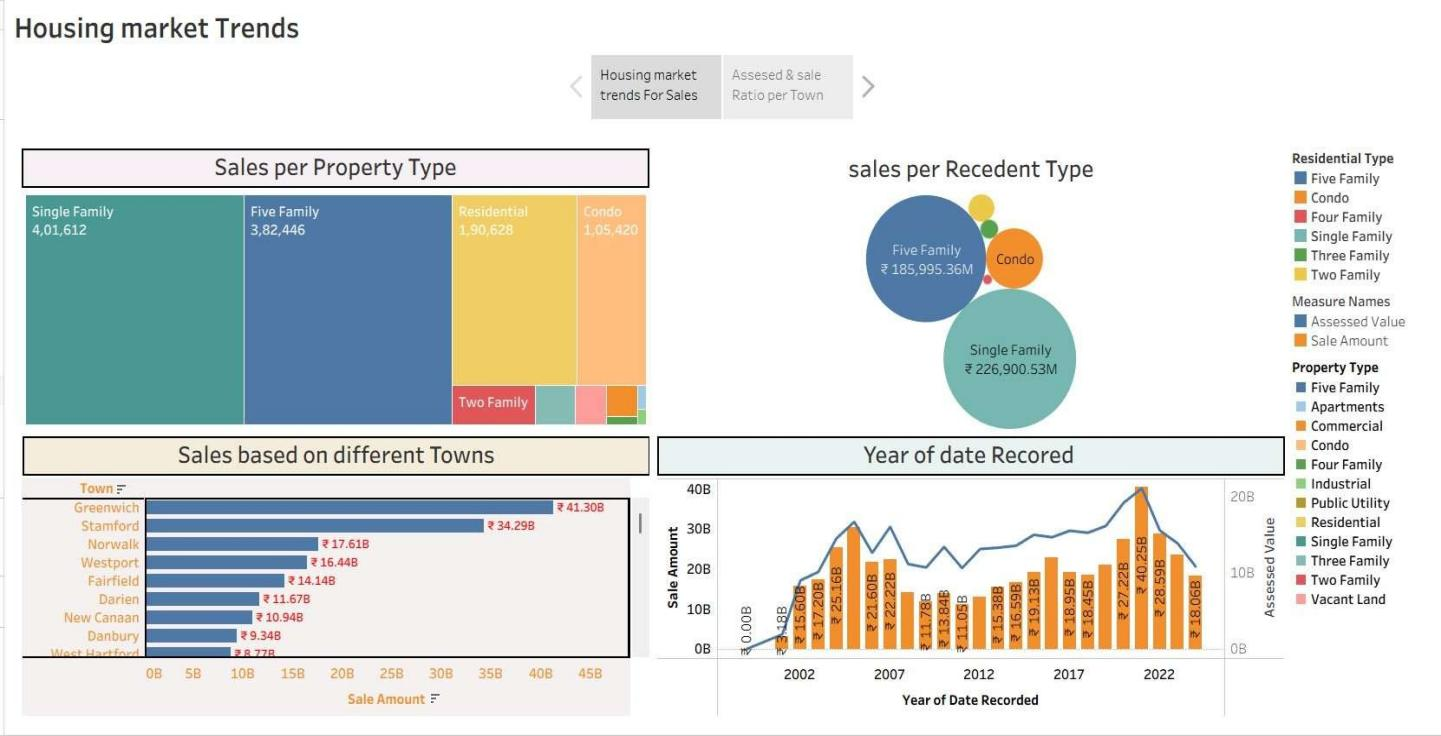 Housing market Trends
Housing market
trends For Sales
Assesed & sale
Ratio per Town
Sales per Property Type
Single Family
4,01,612
Five Family
3,82,446
Residential
1,90,628
Condo
1,05,420
Two Family
sales per Recedent Type
Five Family
₹ 185,995.36M
Condo
Single Family
₹ 226,900.53M
Residential Type
Five Family
Condo
Four Family
Single Family
Three Family
Two Family
Measure Names
Assessed Value
Sale Amount
Property Type
Five Family
Apartments
Commercial
Condo
Four Family
Industrial
Public Utility
Residential
Single Family
Three Family
Two Family
Vacant Land
Sales based on different Towns
Town
Greenwich ₹ 41.30B
Stamford ₹ 34.29B
Norwalk ₹ 17.61B
Westport ₹ 16.44B
Fairfield ₹ 14.14B
Darien ₹ 11.67B
New Canaan ₹ 10.94B
Danbury ₹ 9.34B
West Hartford ₹ 8.77B
0B 5B 10B 15B 20B 25B 30B 35B 40B 45B
Sale Amount
Year of date Recored
Sale Amount
40B
30B
20B
10B
0B
₹ 0.00B
₹ 15.60B
₹ 17.20B
₹ 25.16B
₹ 21.60B
₹ 22.22B
₹ 11.78B
₹ 13.84B
₹ 11.05B
₹ 15.38B
₹ 16.59B
₹ 19.13B
₹ 18.95B
₹ 18.45B
₹ 27.22B
₹ 40.25B
₹ 28.59B
₹ 18.06B
20B
10B
0B
Assessed Value
2002 2007 2012 2017 2022
Year of Date Recorded